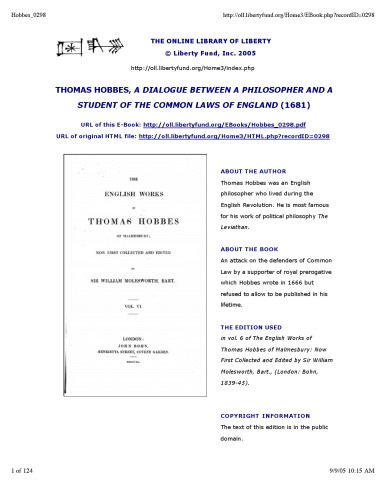 Hobbes_0298 http://oll.libertyfund.org/Home3/EBook.php?recordID=0298
THE ONLINE LIBRARY OF LIBERTY
© Liberty Fund, Inc. 2005
http://oll.libertyfund.org/Home3/index.php
THOMAS HOBBES, A DIALOGUE BETWEEN A PHILOSOPHER AND A
STUDENT OF THE COMMON LAWS OF ENGLAND (1681)
URL of this E-Book: http://oll.libertyfund.org/EBooks/Hobbes_0298.pdf
URL of original HTML file: http://oll.libertyfund.org/Home3/HTML.php?recordID=0298
THE
ENGLISH WORKS
OF
THOMAS HOBBES
OF MALMESBURY;
NOW FIRST COLLECTED AND EDITED
BY
SIR WILLIAM MOLESWORTH, BART.
VOL. VI.
LONDON:
JOHN BOHN,
HENRIETTA STREET, COVENT GARDEN.
ABOUT THE AUTHOR
Thomas Hobbes was an English
philosopher who lived during the
English Revolution. He is most famous
for his work of political philosophy The
Leviathan.
ABOUT THE BOOK
An attack on the defenders of Common
Law by a supporter of royal prerogative
which Hobbes wrote in 1666 but
refused to allow to be published in his
lifetime.
THE EDITION USED
in vol. 6 of The English Works of
Thomas Hobbes of Malmesbury: Now
First Collected and Edited by Sir William
Molesworth, Bart., (London: Bohn,
1839-45).
COPYRIGHT INFORMATION
The text of this edition is in the public
domain.
1 of 124 9/9/05 10:15 AM